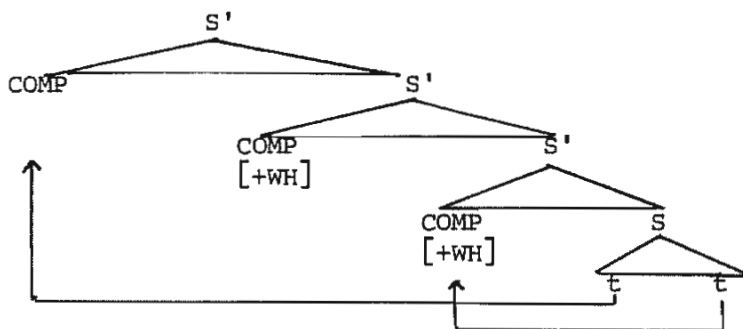 S'
COMP S'
COMP S'
[+WH]
COMP S
[+WH]
t t